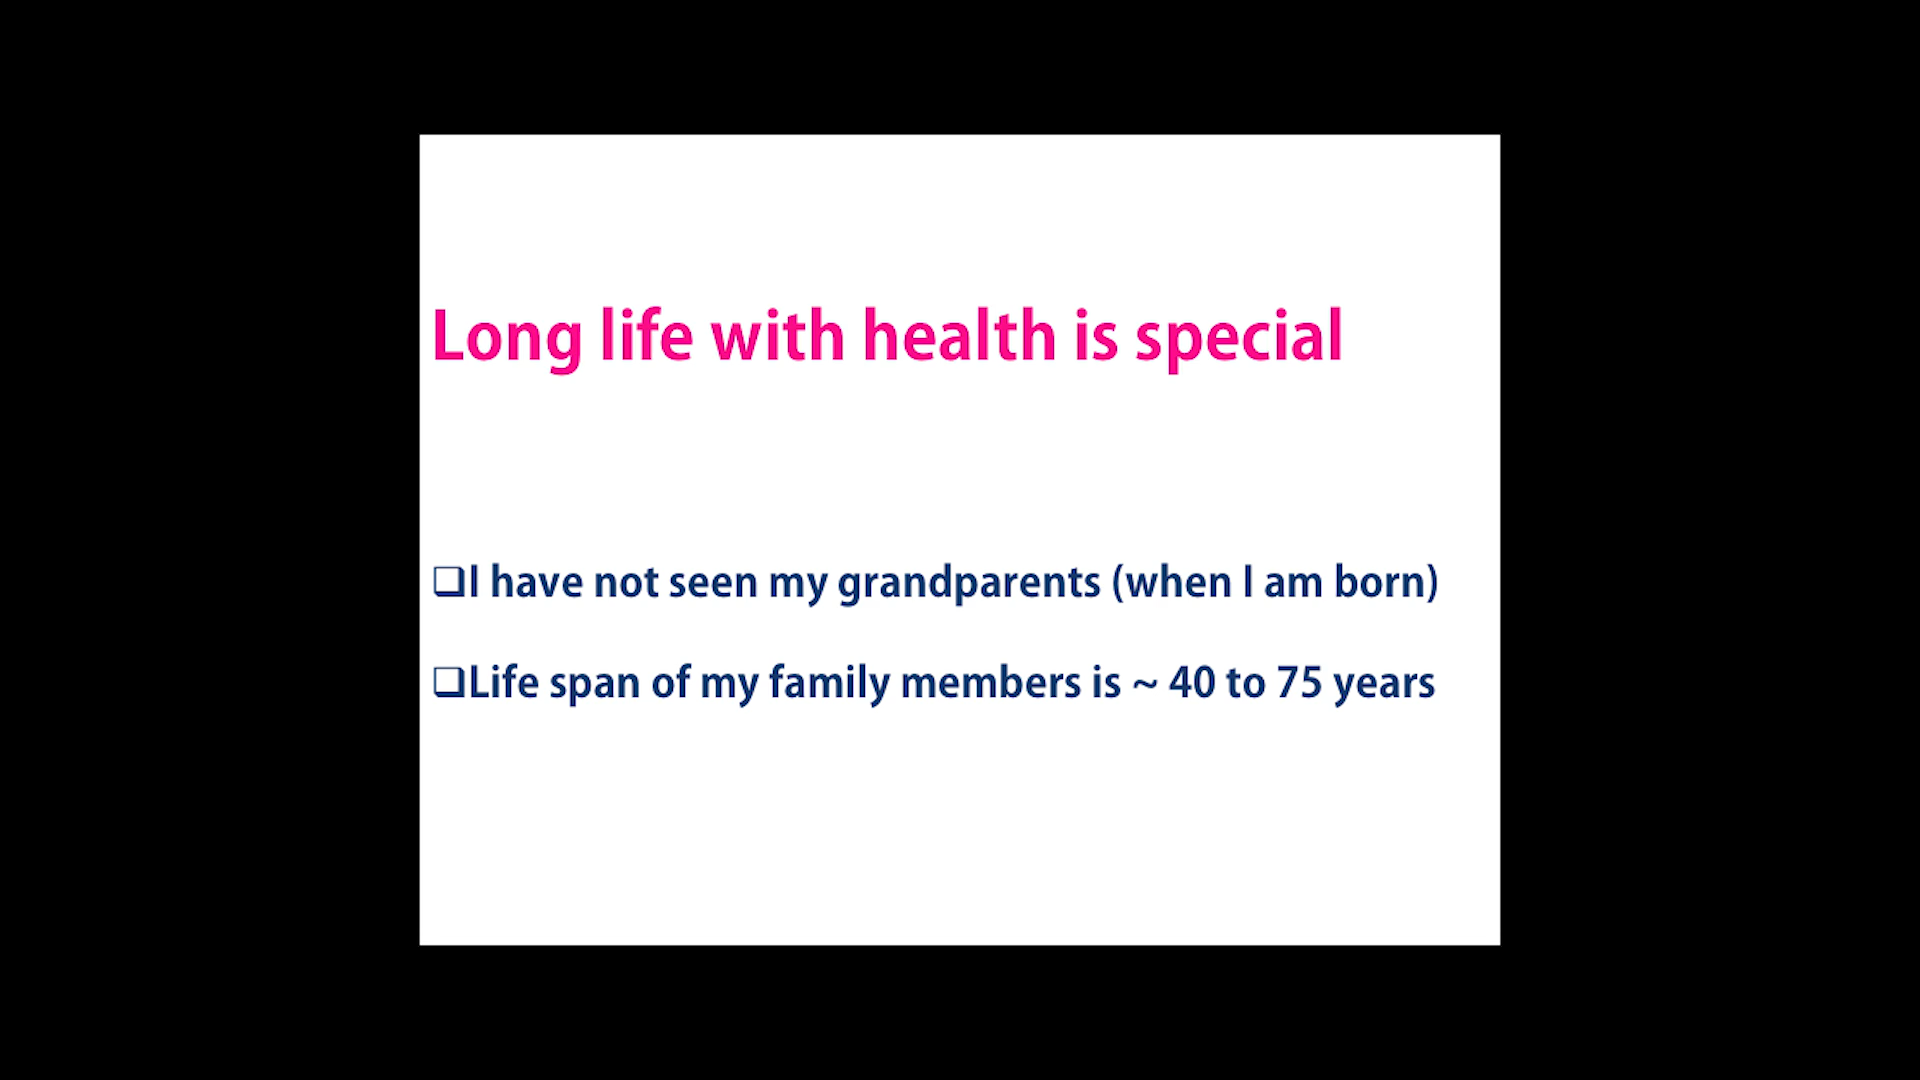 Long life with health is special
❑I have not seen my grandparents (when I am born)
❑Life span of my family members is ~ 40 to 75 years